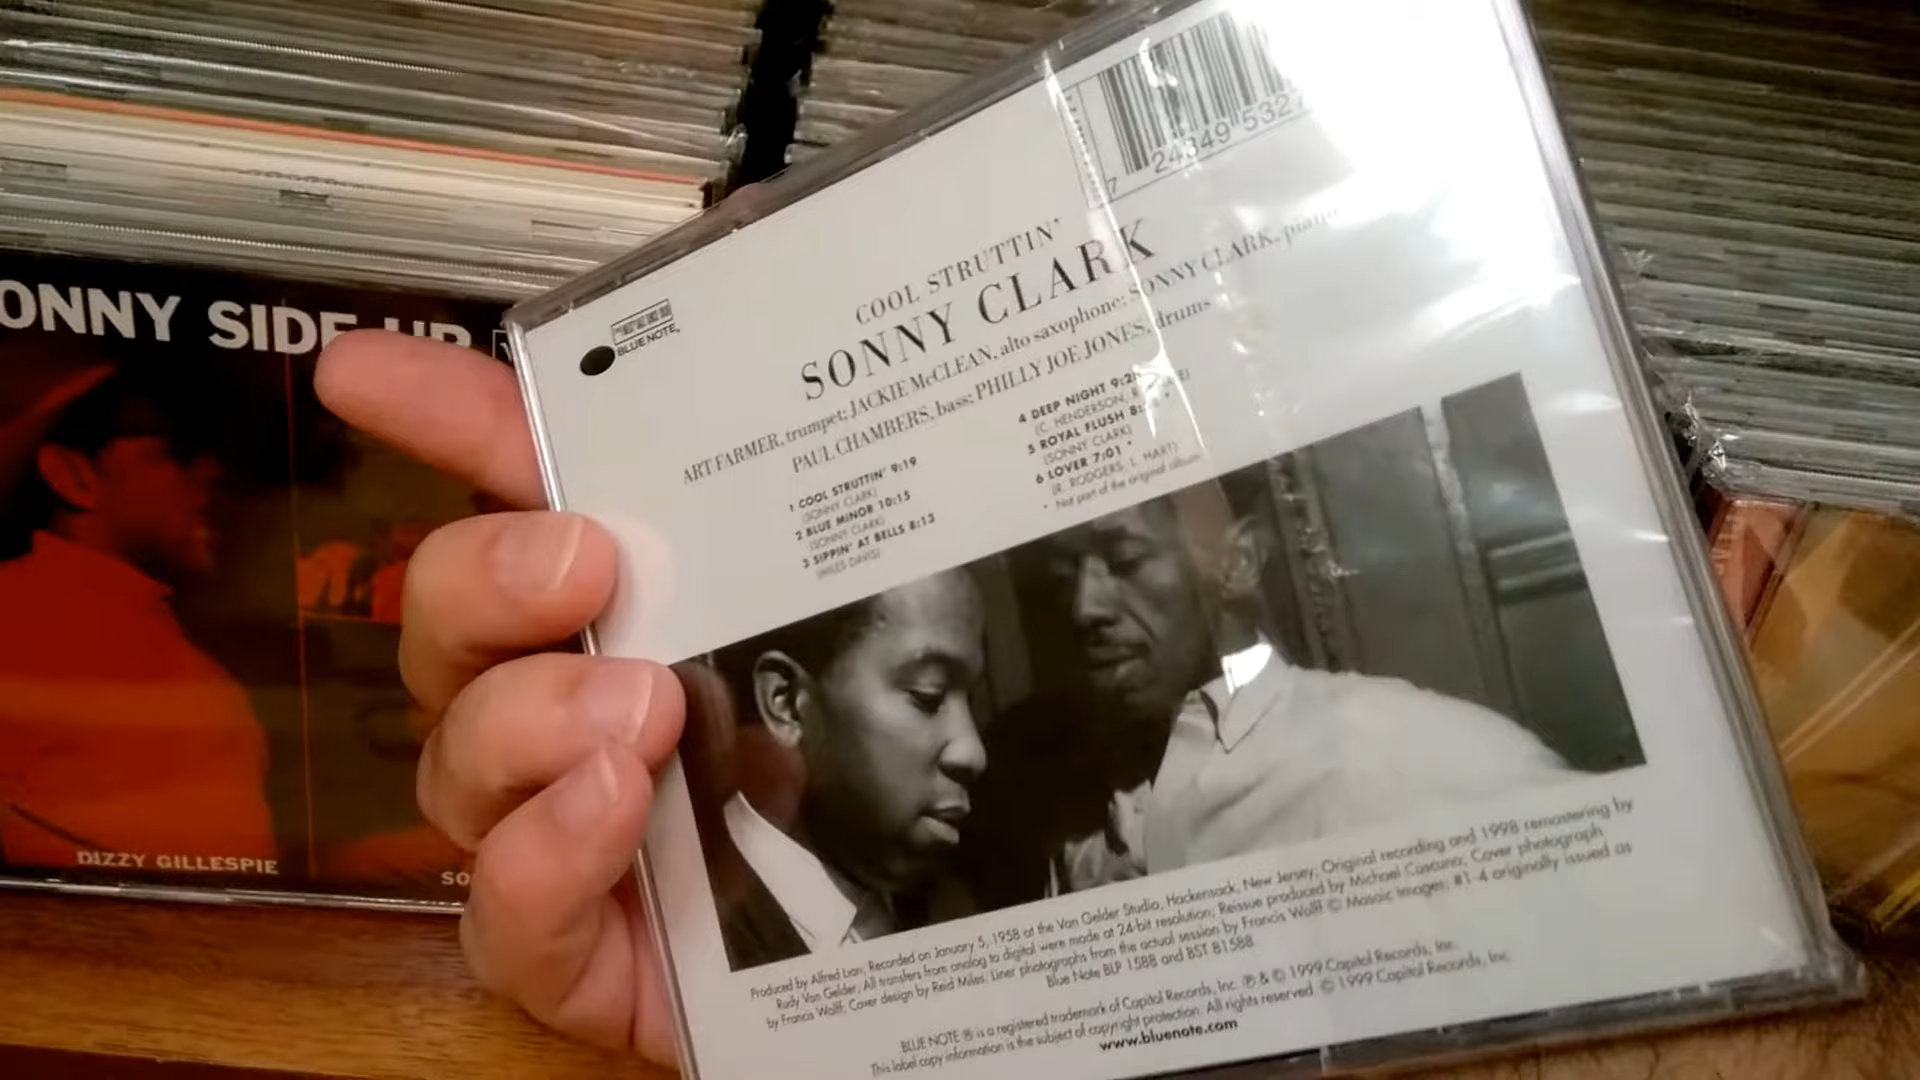 ONNY SIDE UP
DIZZY GILLESPIE
SO
7 24349 5327
BLUE NOTE
COOL STRUTTIN'
SONNY CLARK
ART FARMER, trumpet; JACKIE McCLEAN, alto saxophone; SONNY CLARK, piano
PAUL CHAMBERS, bass; PHILLY JOE JONES, drums
1 COOL STRUTTIN' 9:19
(SONNY CLARK)
2 BLUE MINOR 10:15
(SONNY CLARK)
3 SIPPIN' AT BELLS 8:13
(MILES DAVIS)
4 DEEP NIGHT
(C. HENDERSON,
5 ROYAL FLUSH
(SONNY CLARK)
6 LOVER 7:01 *
(R. RODGERS, L. HART)
* Not part of the original album
Produced by Alfred Lion; Recorded on January 5, 1958 at the Van Gelder Studio, Hackensack, New Jersey; Original recording and 1998 remastering by
Rudy Van Gelder; All transfers from analog to digital were made at 24-bit resolution; Reissue produced by Michael Cuscuna; Cover photograph
by Francis Wolff; Cover design by Reid Miles; Liner photographs from the actual session by Francis Wolff © Mosaic Images; #1-4 originally issued as
Blue Note BLP 1588 and BST 81588
BLUE NOTE ® is a registered trademark of Capitol Records, Inc. ℗ & © 1999 Capitol Records, Inc.
This label copy information is the subject of copyright protection. All rights reserved. © 1999 Capitol Records, Inc.
www.bluenote.com